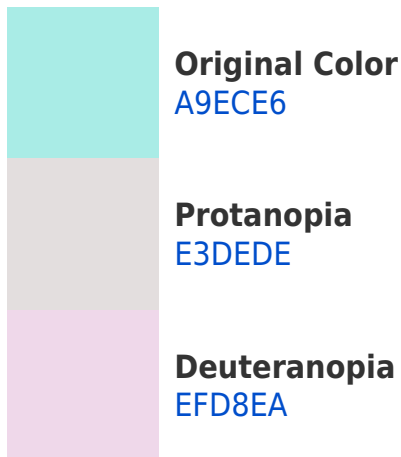 Original Color
A9ECE6
Protanopia
E3DEDE
Deuteranopia
EFD8EA